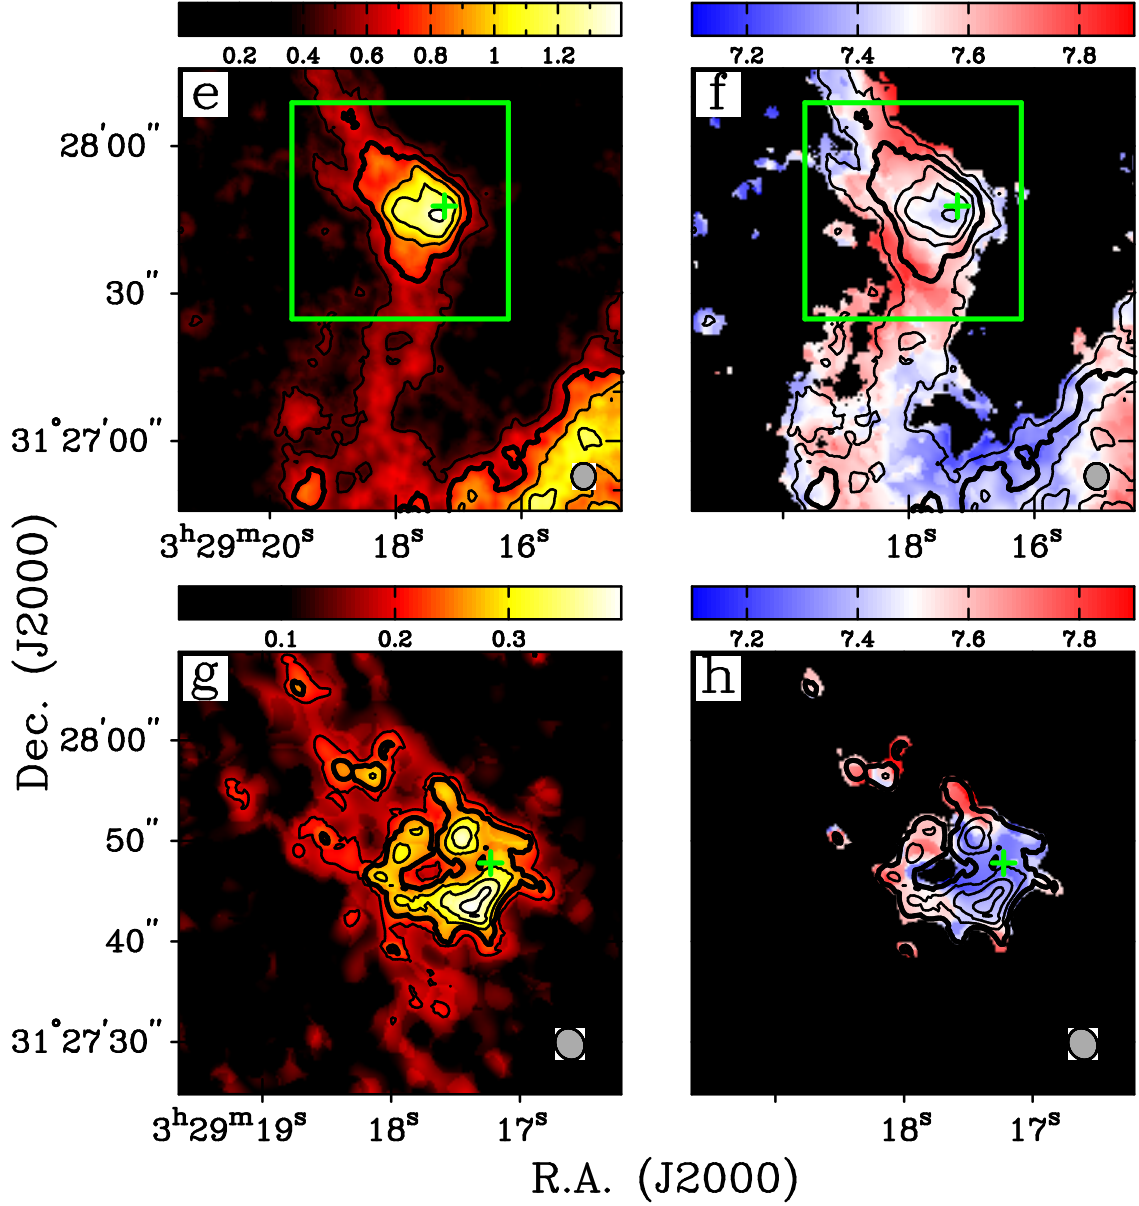 0.2 0.4 0.6 0.8 1 1.2
7.2 7.4 7.6 7.8
e
f
28′00″
30″
31°27′00″
3ʰ29ᵐ20ˢ 18ˢ 16ˢ
18ˢ 16ˢ
0.1 0.2 0.3
7.2 7.4 7.6 7.8
g
h
Dec. (J2000)
28′00″
50″
40″
31°27′30″
3ʰ29ᵐ19ˢ 18ˢ 17ˢ
18ˢ 17ˢ
R.A. (J2000)